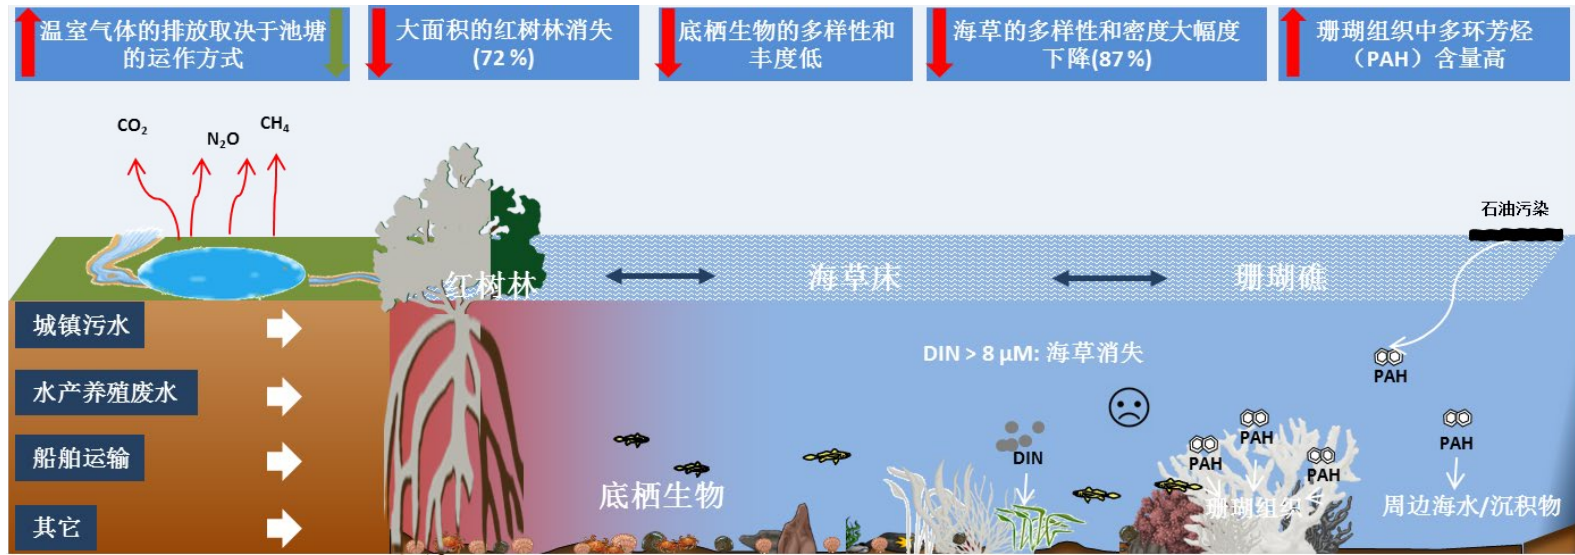 温室气体的排放取决于池塘
的运作方式
大面积的红树林消失
(72 %)
底栖生物的多样性和
丰度低
海草的多样性和密度大幅度
下降(87 %)
珊瑚组织中多环芳烃
（PAH）含量高
CO₂
N₂O
CH₄
石油污染
红树林
海草床
珊瑚礁
城镇污水
水产养殖废水
船舶运输
其它
DIN > 8 μM: 海草消失
PAH
PAH
PAH
PAH
PAH
DIN
底栖生物
珊瑚组织
周边海水/沉积物